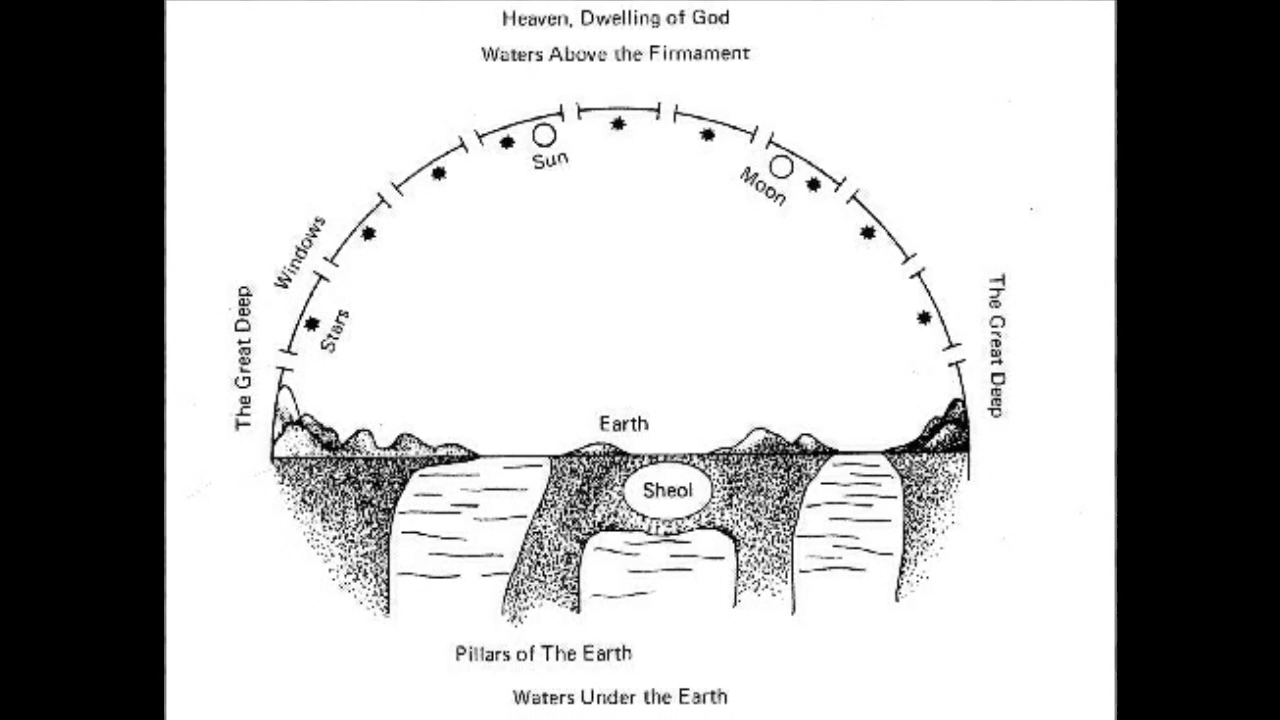 Heaven, Dwelling of God
Waters Above the Firmament
Sun
Moon
Windows
Stars
The Great Deep
The Great Deep
Earth
Sheol
Pillars of The Earth
Waters Under the Earth